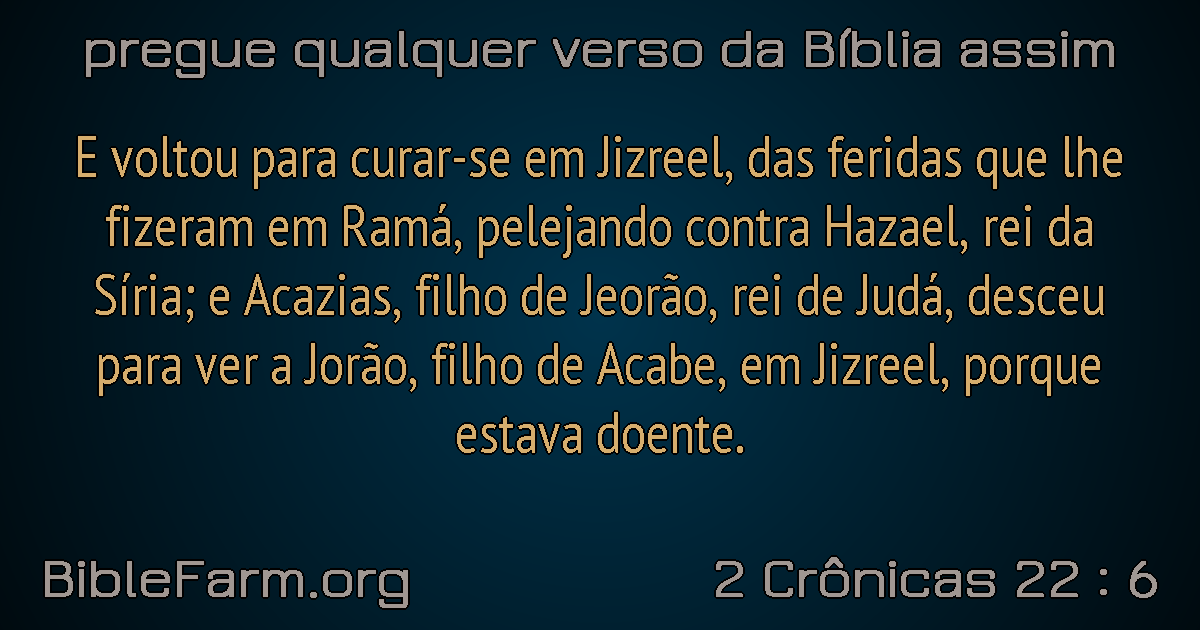 pregue qualquer verso da Bíblia assim
E voltou para curar-se em Jizreel, das feridas que lhe
fizeram em Ramá, pelejando contra Hazael, rei da
Síria; e Acazias, filho de Jeorão, rei de Judá, desceu
para ver a Jorão, filho de Acabe, em Jizreel, porque
estava doente.
BibleFarm.org
2 Crônicas 22 : 6